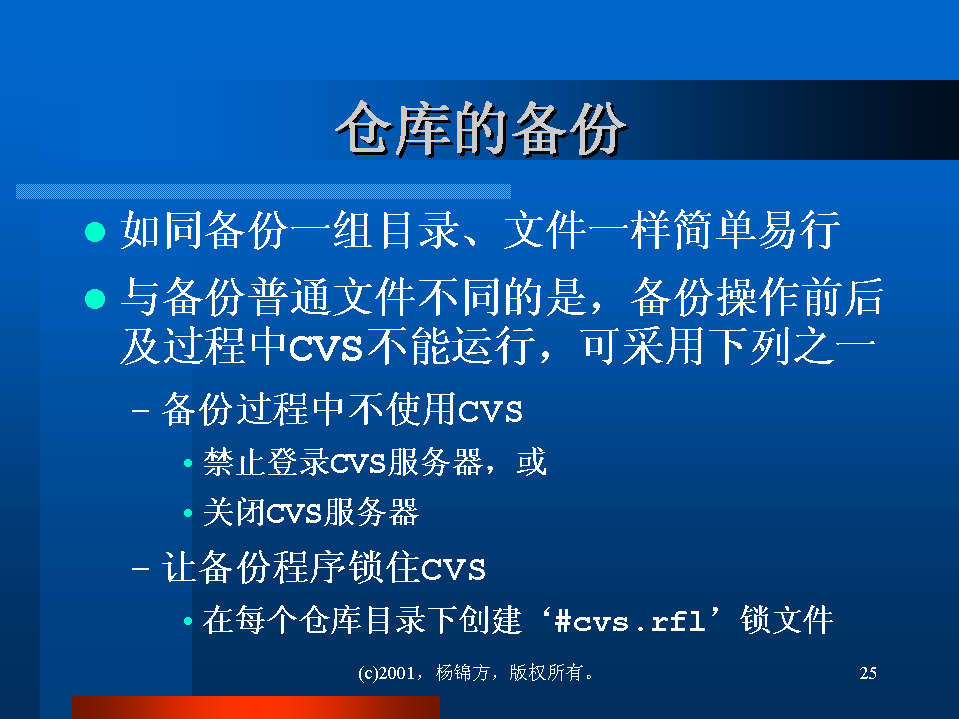 仓库的备份
如同备份一组目录、文件一样简单易行
与备份普通文件不同的是，备份操作前后
及过程中CVS不能运行，可采用下列之一
– 备份过程中不使用CVS
• 禁止登录CVS服务器，或
• 关闭CVS服务器
– 让备份程序锁住CVS
• 在每个仓库目录下创建‘#cvs.rfl’锁文件
(c)2001，杨锦方，版权所有。
25